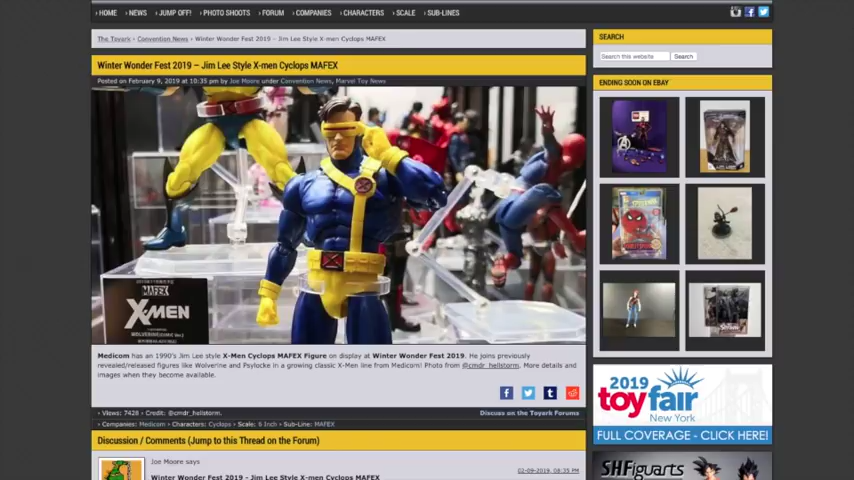 › HOME › NEWS › JUMP OFF! › PHOTO SHOOTS › FORUM › COMPANIES › CHARACTERS › SCALE › SUB-LINES
The Toyark › Convention News › Winter Wonder Fest 2019 – Jim Lee Style X-men Cyclops MAFEX
Winter Wonder Fest 2019 – Jim Lee Style X-men Cyclops MAFEX
Posted on February 9, 2019 at 10:35 pm by Joe Moore under Convention News, Marvel Toy News
MAFEX
X-MEN
Medicom has an 1990's Jim Lee style X-Men Cyclops MAFEX Figure on display at Winter Wonder Fest 2019. He joins previously
revealed/released figures like Wolverine and Psylocke in a growing classic X-Men line from Medicom! Photo from @cmdr_hellstorm. More details and
images when they become available.
› Views: 7428 › Credit: @cmdr_hellstorm.
Discuss on the Toyark Forums
› Companies: Medicom › Characters: Cyclops › Scale: 6 Inch › Sub-Line: MAFEX
Discussion / Comments (Jump to this Thread on the Forum)
Joe Moore says
02-09-2019, 08:35 PM
Winter Wonder Fest 2019 - Jim Lee Style X-men Cyclops MAFEX
SEARCH
Search this website
Search
ENDING SOON ON EBAY
2019
toyfair
New York
FULL COVERAGE - CLICK HERE!
SHFiguarts